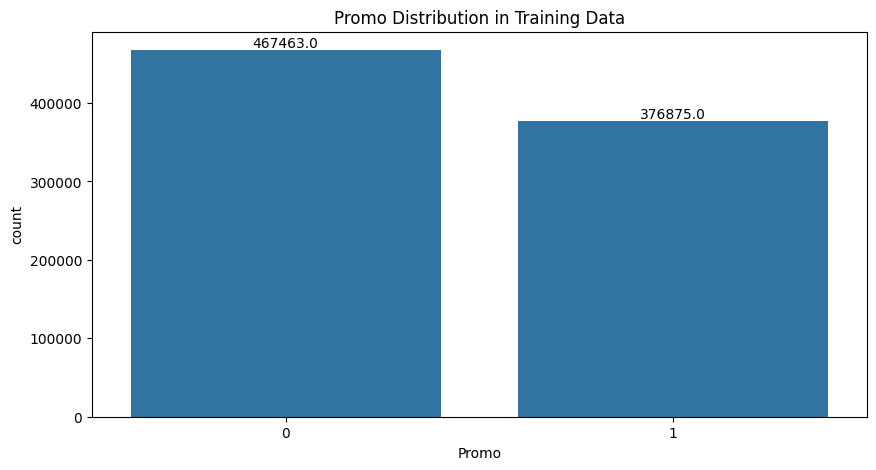 Promo Distribution in Training Data
467463.0
376875.0
400000
300000
200000
100000
0
count
0 1
Promo